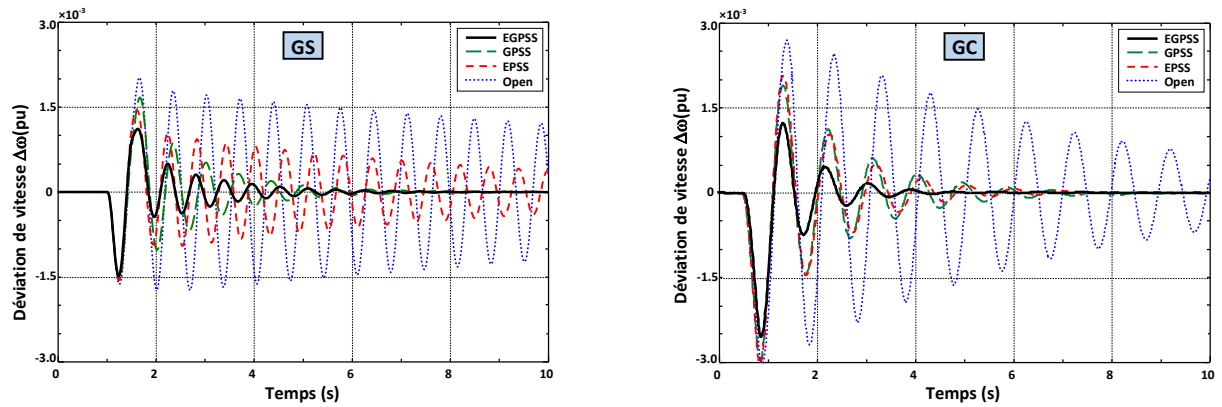 ×10⁻³
3.0
1.5
0
-1.5
-3.0
Déviation de vitesse Δω(pu)
GS
EGPSS
GPSS
EPSS
Open
0
2
4
6
8
10
Temps (s)
×10⁻³
3.0
1.5
0
-1.5
-3.0
Déviation de vitesse Δω(pu)
GC
EGPSS
GPSS
EPSS
Open
0
2
4
6
8
10
Temps (s)